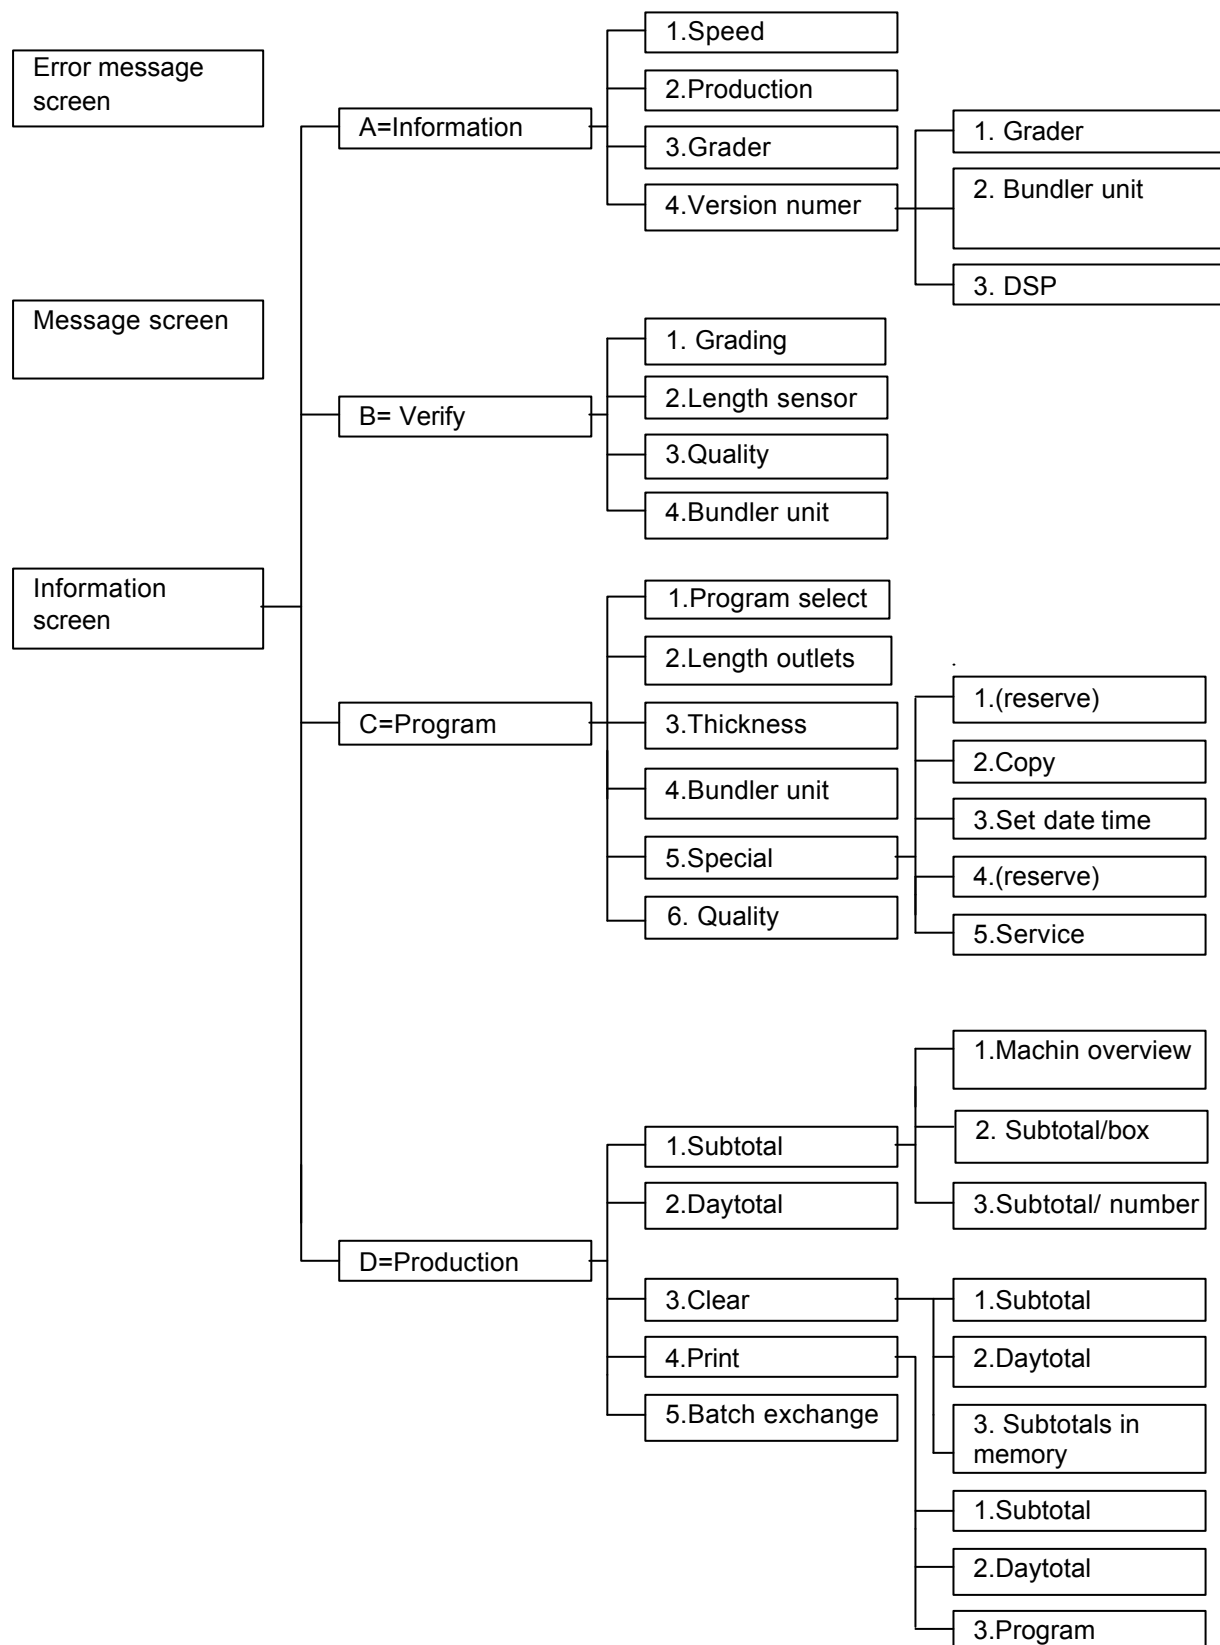 Error message
screen
Message screen
Information
screen
A=Information
1.Speed
2.Production
3.Grader
4.Version numer
1. Grader
2. Bundler unit
3. DSP
B= Verify
1. Grading
2.Length sensor
3.Quality
4.Bundler unit
C=Program
1.Program select
2.Length outlets
3.Thickness
4.Bundler unit
5.Special
6. Quality
1.(reserve)
2.Copy
3.Set date time
4.(reserve)
5.Service
D=Production
1.Subtotal
2.Daytotal
3.Clear
4.Print
5.Batch exchange
1.Machin overview
2. Subtotal/box
3.Subtotal/ number
1.Subtotal
2.Daytotal
3. Subtotals in
memory
1.Subtotal
2.Daytotal
3.Program